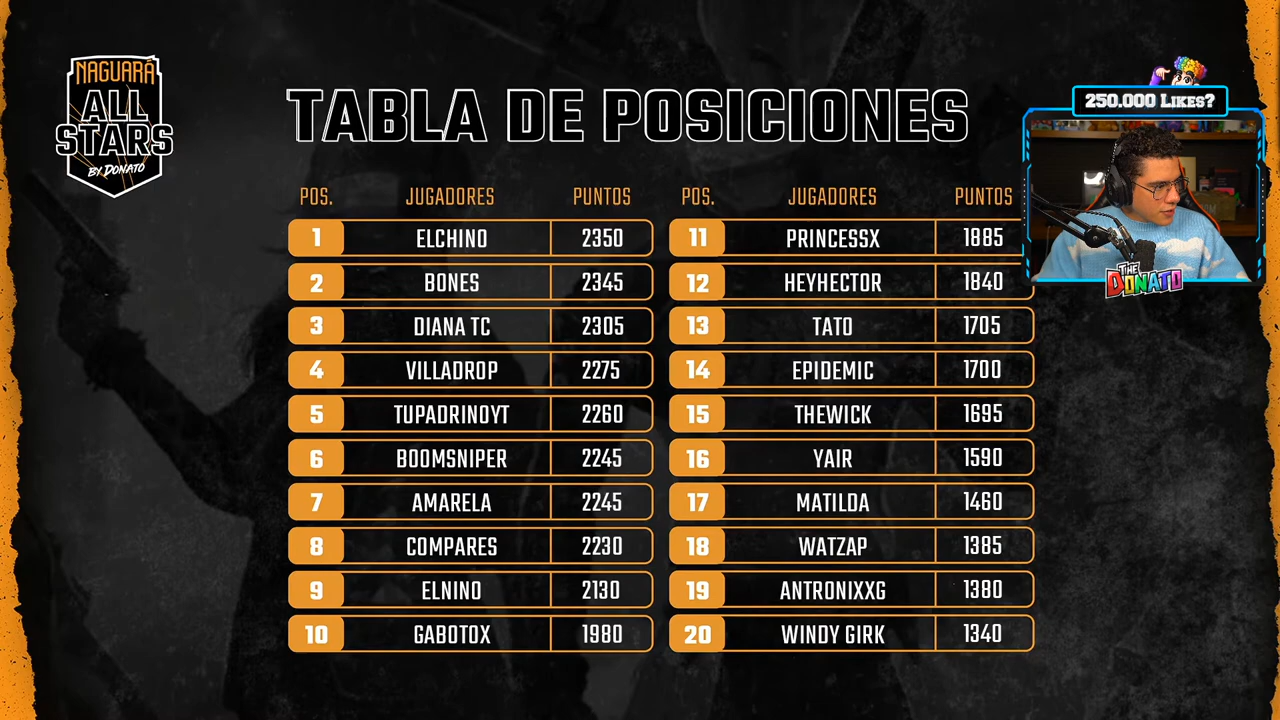 NAGUARÁ
ALL
STARS
BY DONATO
TABLA DE POSICIONES
250.000 LIKES?
THE
DONATO
POS. JUGADORES PUNTOS
1 ELCHINO 2350
2 BONES 2345
3 DIANA TC 2305
4 VILLADROP 2275
5 TUPADRINOYT 2260
6 BOOMSNIPER 2245
7 AMARELA 2245
8 COMPARES 2230
9 ELNINO 2130
10 GABOTOX 1980
POS. JUGADORES PUNTOS
11 PRINCESSX 1885
12 HEYHECTOR 1840
13 TATO 1705
14 EPIDEMIC 1700
15 THEWICK 1695
16 YAIR 1590
17 MATILDA 1460
18 WATZAP 1385
19 ANTRONIXXG 1380
20 WINDY GIRK 1340